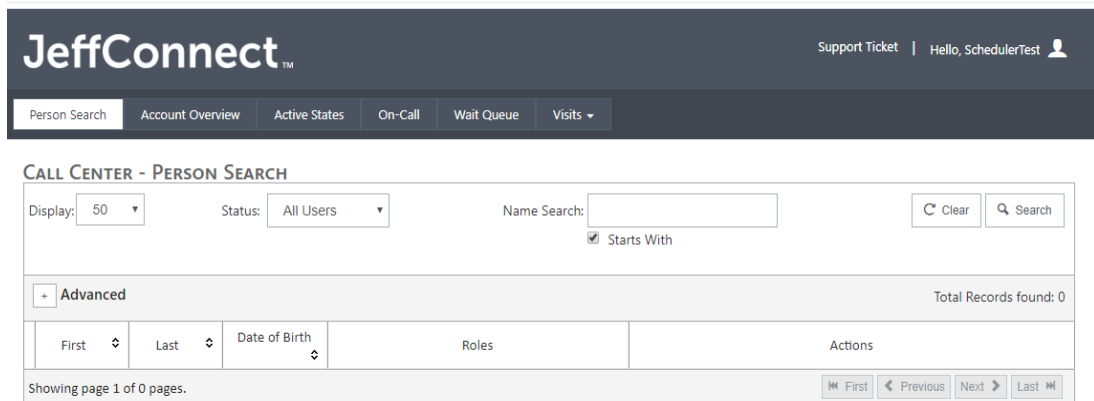 JeffConnect™
Support Ticket | Hello, SchedulerTest
Person Search Account Overview Active States On-Call Wait Queue Visits
CALL CENTER - PERSON SEARCH
Display: 50 Status: All Users Name Search: Clear Search
Starts With
+ Advanced Total Records found: 0
First Last Date of Birth Roles Actions
Showing page 1 of 0 pages. First Previous Next Last